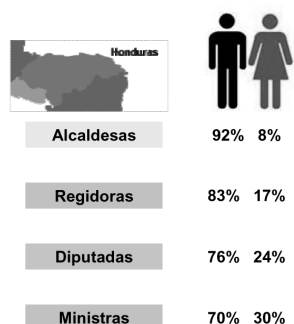 Honduras
Alcaldesas 92% 8%
Regidoras 83% 17%
Diputadas 76% 24%
Ministras 70% 30%